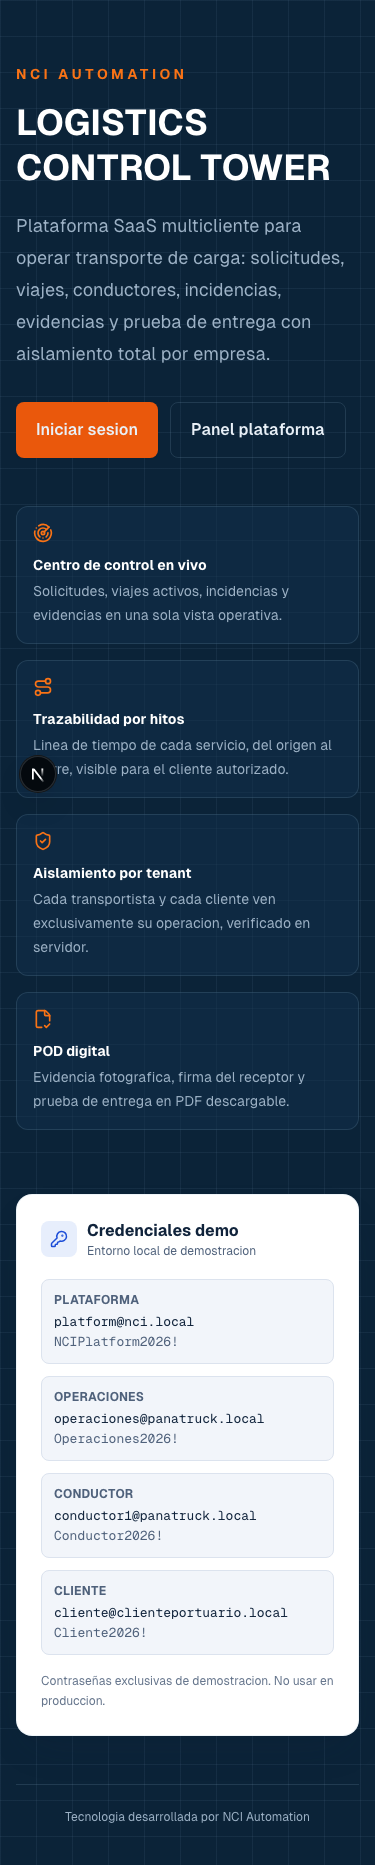 NCI AUTOMATION
LOGISTICS
CONTROL TOWER
Plataforma SaaS multicliente para
operar transporte de carga: solicitudes,
viajes, conductores, incidencias,
evidencias y prueba de entrega con
aislamiento total por empresa.
Iniciar sesion
Panel plataforma
Centro de control en vivo
Solicitudes, viajes activos, incidencias y
evidencias en una sola vista operativa.
Trazabilidad por hitos
Linea de tiempo de cada servicio, del origen al
re, visible para el cliente autorizado.
N
Aislamiento por tenant
Cada transportista y cada cliente ven
exclusivamente su operacion, verificado en
servidor.
POD digital
Evidencia fotografica, firma del receptor y
prueba de entrega en PDF descargable.
Credenciales demo
Entorno local de demostracion
PLATAFORMA
platform@nci.local
NCIPlatform2026!
OPERACIONES
operaciones@panatruck.local
Operaciones2026!
CONDUCTOR
conductor1@panatruck.local
Conductor2026!
CLIENTE
cliente@clienteportuario.local
Cliente2026!
Contraseñas exclusivas de demostracion. No usar en
produccion.
Tecnologia desarrollada por NCI Automation